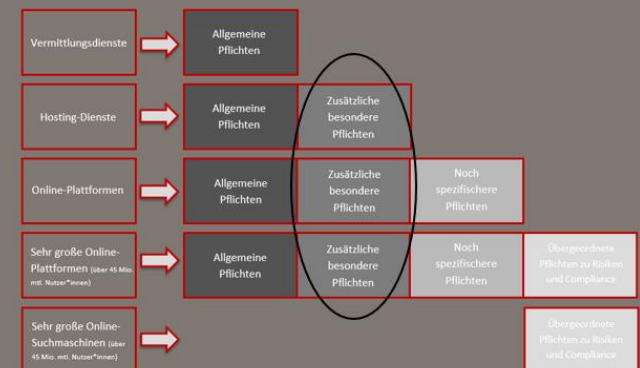 Vermittlungsdienste
Allgemeine
Pflichten
Hosting-Dienste
Allgemeine
Pflichten
Zusätzliche
besondere
Pflichten
Online-Plattformen
Allgemeine
Pflichten
Zusätzliche
besondere
Pflichten
Noch
spezifischere
Pflichten
Sehr große Online-
Plattformen (über 45 Mio.
mtl. Nutzer*innen)
Allgemeine
Pflichten
Zusätzliche
besondere
Pflichten
Noch
spezifischere
Pflichten
Übergeordnete
Pflichten zu Risiken
und Compliance
Sehr große Online-
Suchmaschinen (über
45 Mio. mtl. Nutzer*innen)
Übergeordnete
Pflichten zu Risiken
und Compliance